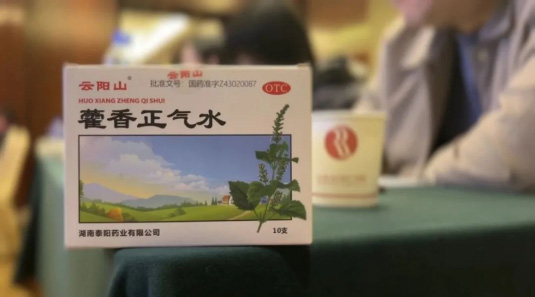 云阳山
云阳山®
批准文号：国药准字Z43020087
OTC
HUO XIANG ZHENG QI SHUI
藿香正气水
湖南泰阳药业有限公司
10支